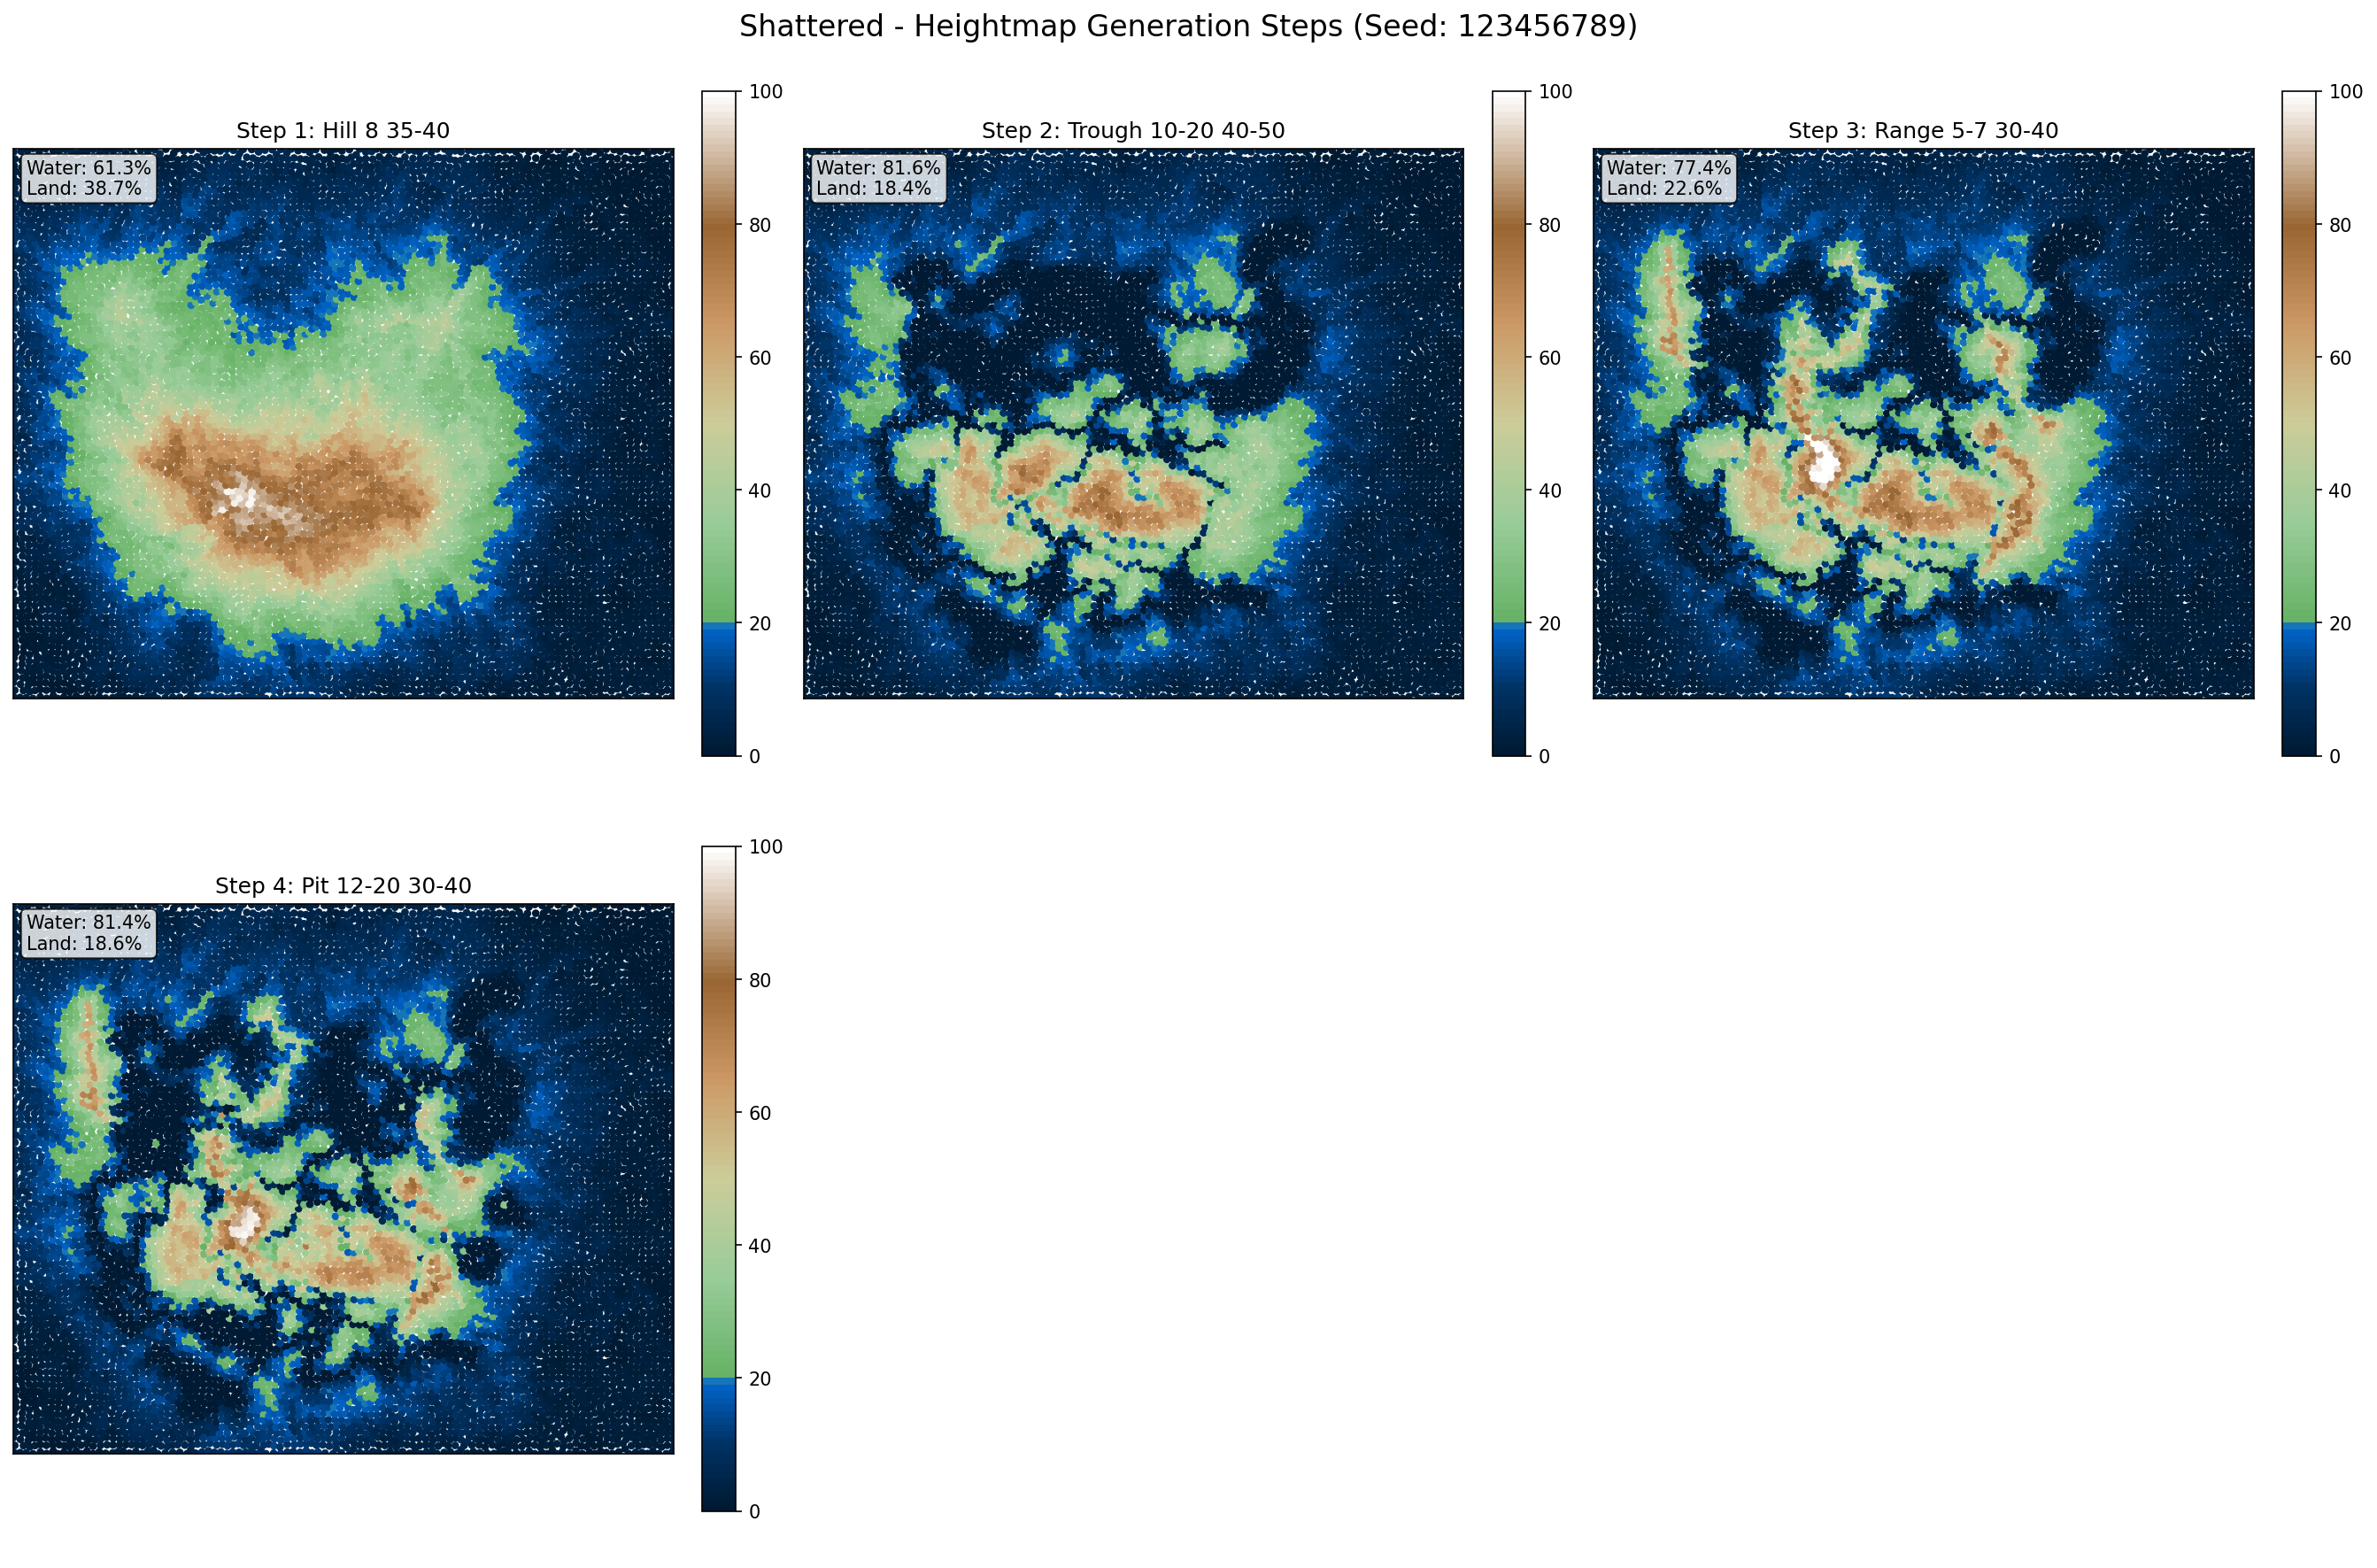 Shattered - Heightmap Generation Steps (Seed: 123456789)
Step 1: Hill 8 35-40
Water: 61.3%
Land: 38.7%
100
80
60
40
20
0
Step 2: Trough 10-20 40-50
Water: 81.6%
Land: 18.4%
100
80
60
40
20
0
Step 3: Range 5-7 30-40
Water: 77.4%
Land: 22.6%
100
80
60
40
20
0
Step 4: Pit 12-20 30-40
Water: 81.4%
Land: 18.6%
100
80
60
40
20
0